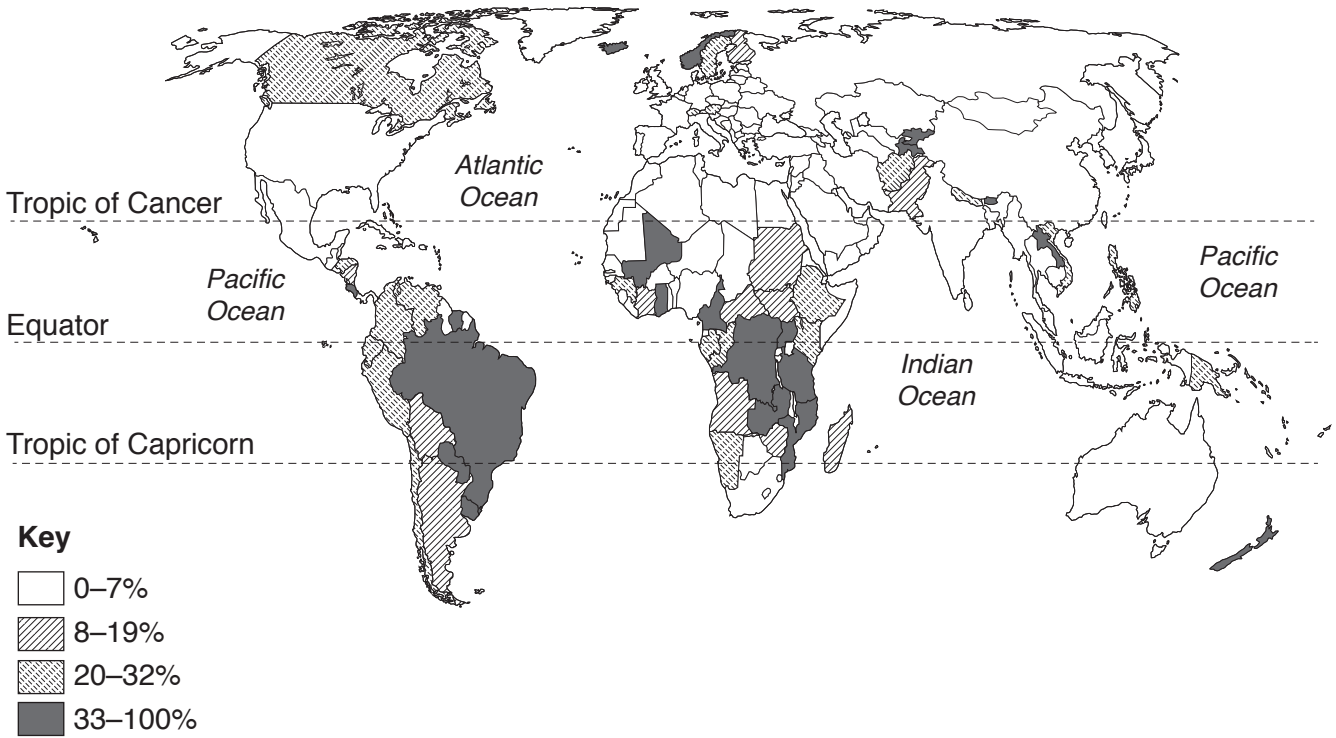 Atlantic
Ocean
Tropic of Cancer
Pacific
Ocean
Pacific
Ocean
Equator
Indian
Ocean
Tropic of Capricorn
Key
0–7%
8–19%
20–32%
33–100%